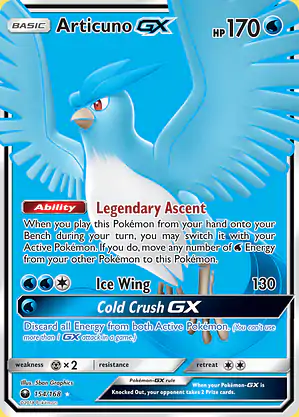 BASIC Articuno GX HP170
Ability Legendary Ascent
When you play this Pokémon from your hand onto your
Bench during your turn, you may switch it with your
Active Pokémon. If you do, move any number of Energy
from your other Pokémon to this Pokémon.
Ice Wing 130
Cold Crush GX
Discard all Energy from both Active Pokémon. (You can't use
more than 1 GX attack in a game.)
weakness ×2 resistance retreat
Pokémon-GX rule
When your Pokémon-GX is Knocked
Out, your opponent takes 2 Prize cards.
Illus. 5ban Graphics
154/168